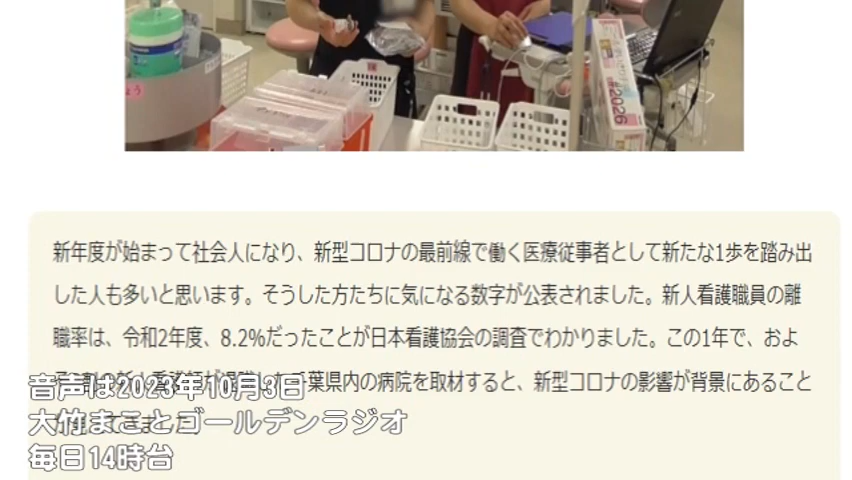 #2026
新年度が始まって社会人になり、新型コロナの最前線で働く医療従事者として新たな1歩を踏み出
した人も多いと思います。そうした方たちに気になる数字が公表されました。新人看護職員の離
職率は、令和2年度、8.2%だったことが日本看護協会の調査でわかりました。この1年で、およ
千葉県内の病院を取材すると、新型コロナの影響が背景にあること
音声は2023年10月3日
大竹まことゴールデンラジオ
毎日14時台